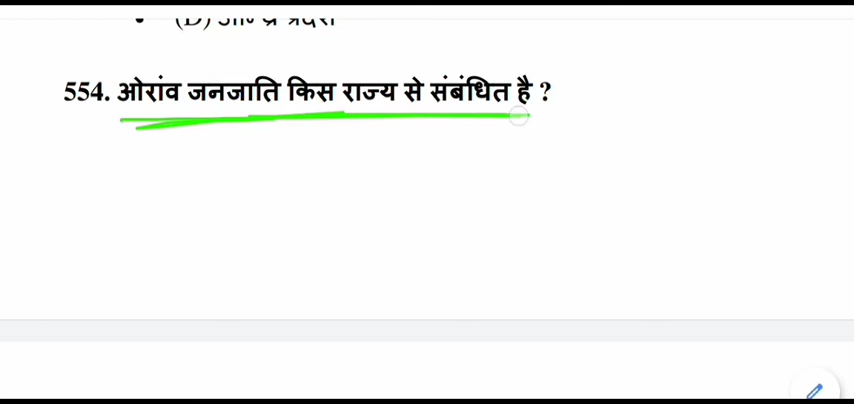 554. ओरांव जनजाति किस राज्य से संबंधित है ?